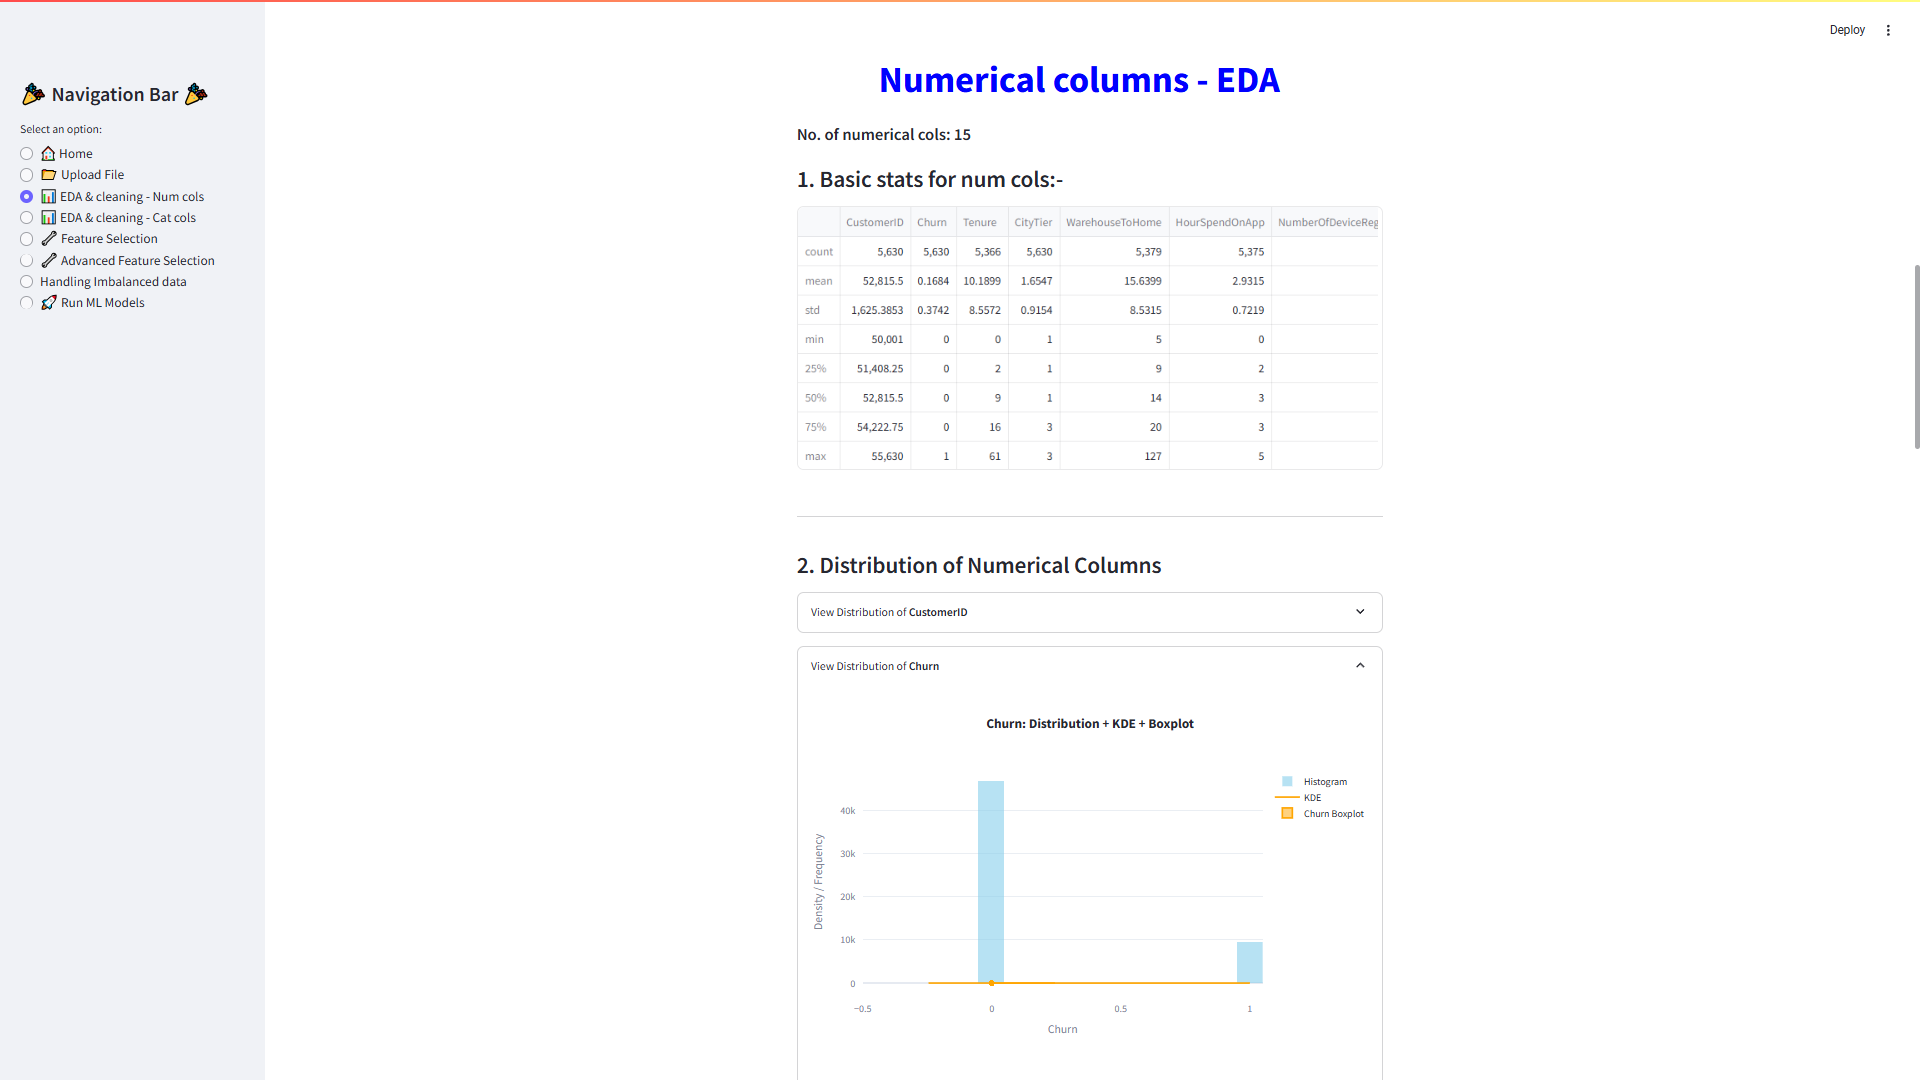 Deploy
Navigation Bar
Select an option:
Home
Upload File
EDA & cleaning - Num cols
EDA & cleaning - Cat cols
Feature Selection
Advanced Feature Selection
Handling Imbalanced data
Run ML Models
Numerical columns - EDA
No. of numerical cols: 15
1. Basic stats for num cols:-
CustomerID Churn Tenure CityTier WarehouseToHome HourSpendOnApp NumberOfDeviceReg
count 5,630 5,630 5,366 5,630 5,379 5,375
mean 52,815.5 0.1684 10.1899 1.6547 15.6399 2.9315
std 1,625.3853 0.3742 8.5572 0.9154 8.5315 0.7219
min 50,001 0 0 1 5 0
25% 51,408.25 0 2 1 9 2
50% 52,815.5 0 9 1 14 3
75% 54,222.75 0 16 3 20 3
max 55,630 1 61 3 127 5
2. Distribution of Numerical Columns
View Distribution of CustomerID
View Distribution of Churn
Churn: Distribution + KDE + Boxplot
Histogram
KDE
Churn Boxplot
Density / Frequency
40k
30k
20k
10k
0
−0.5 0 0.5 1
Churn